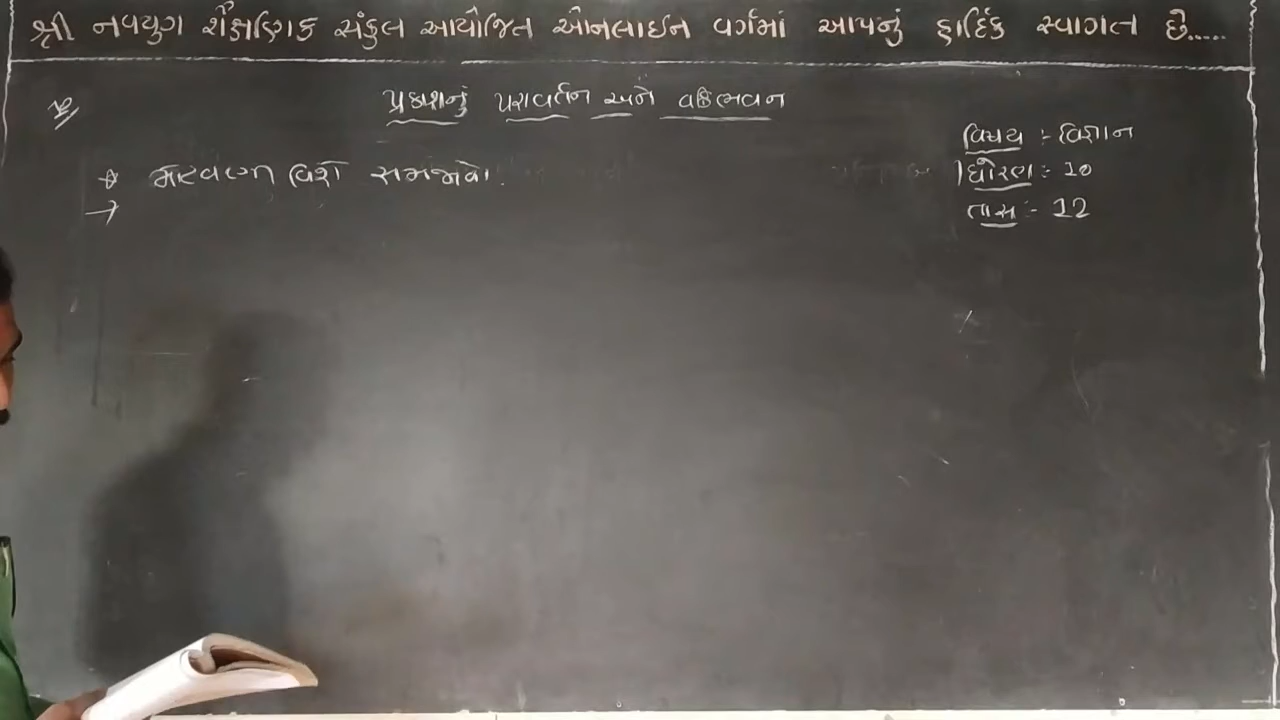 શ્રી નવયુગ શૈક્ષણિક સંકુલ આયોજિત ઓનલાઇન વર્ગમાં આપનું હાર્દિક સ્વાગત છે.....
પ્રકાશનું પરાવર્તન અને વક્રિભવન
વિષય :- વિજ્ઞાન
* મોટવણી વિશે સમજાવો.
ધોરણ :- 10
→
તાસ :- 12